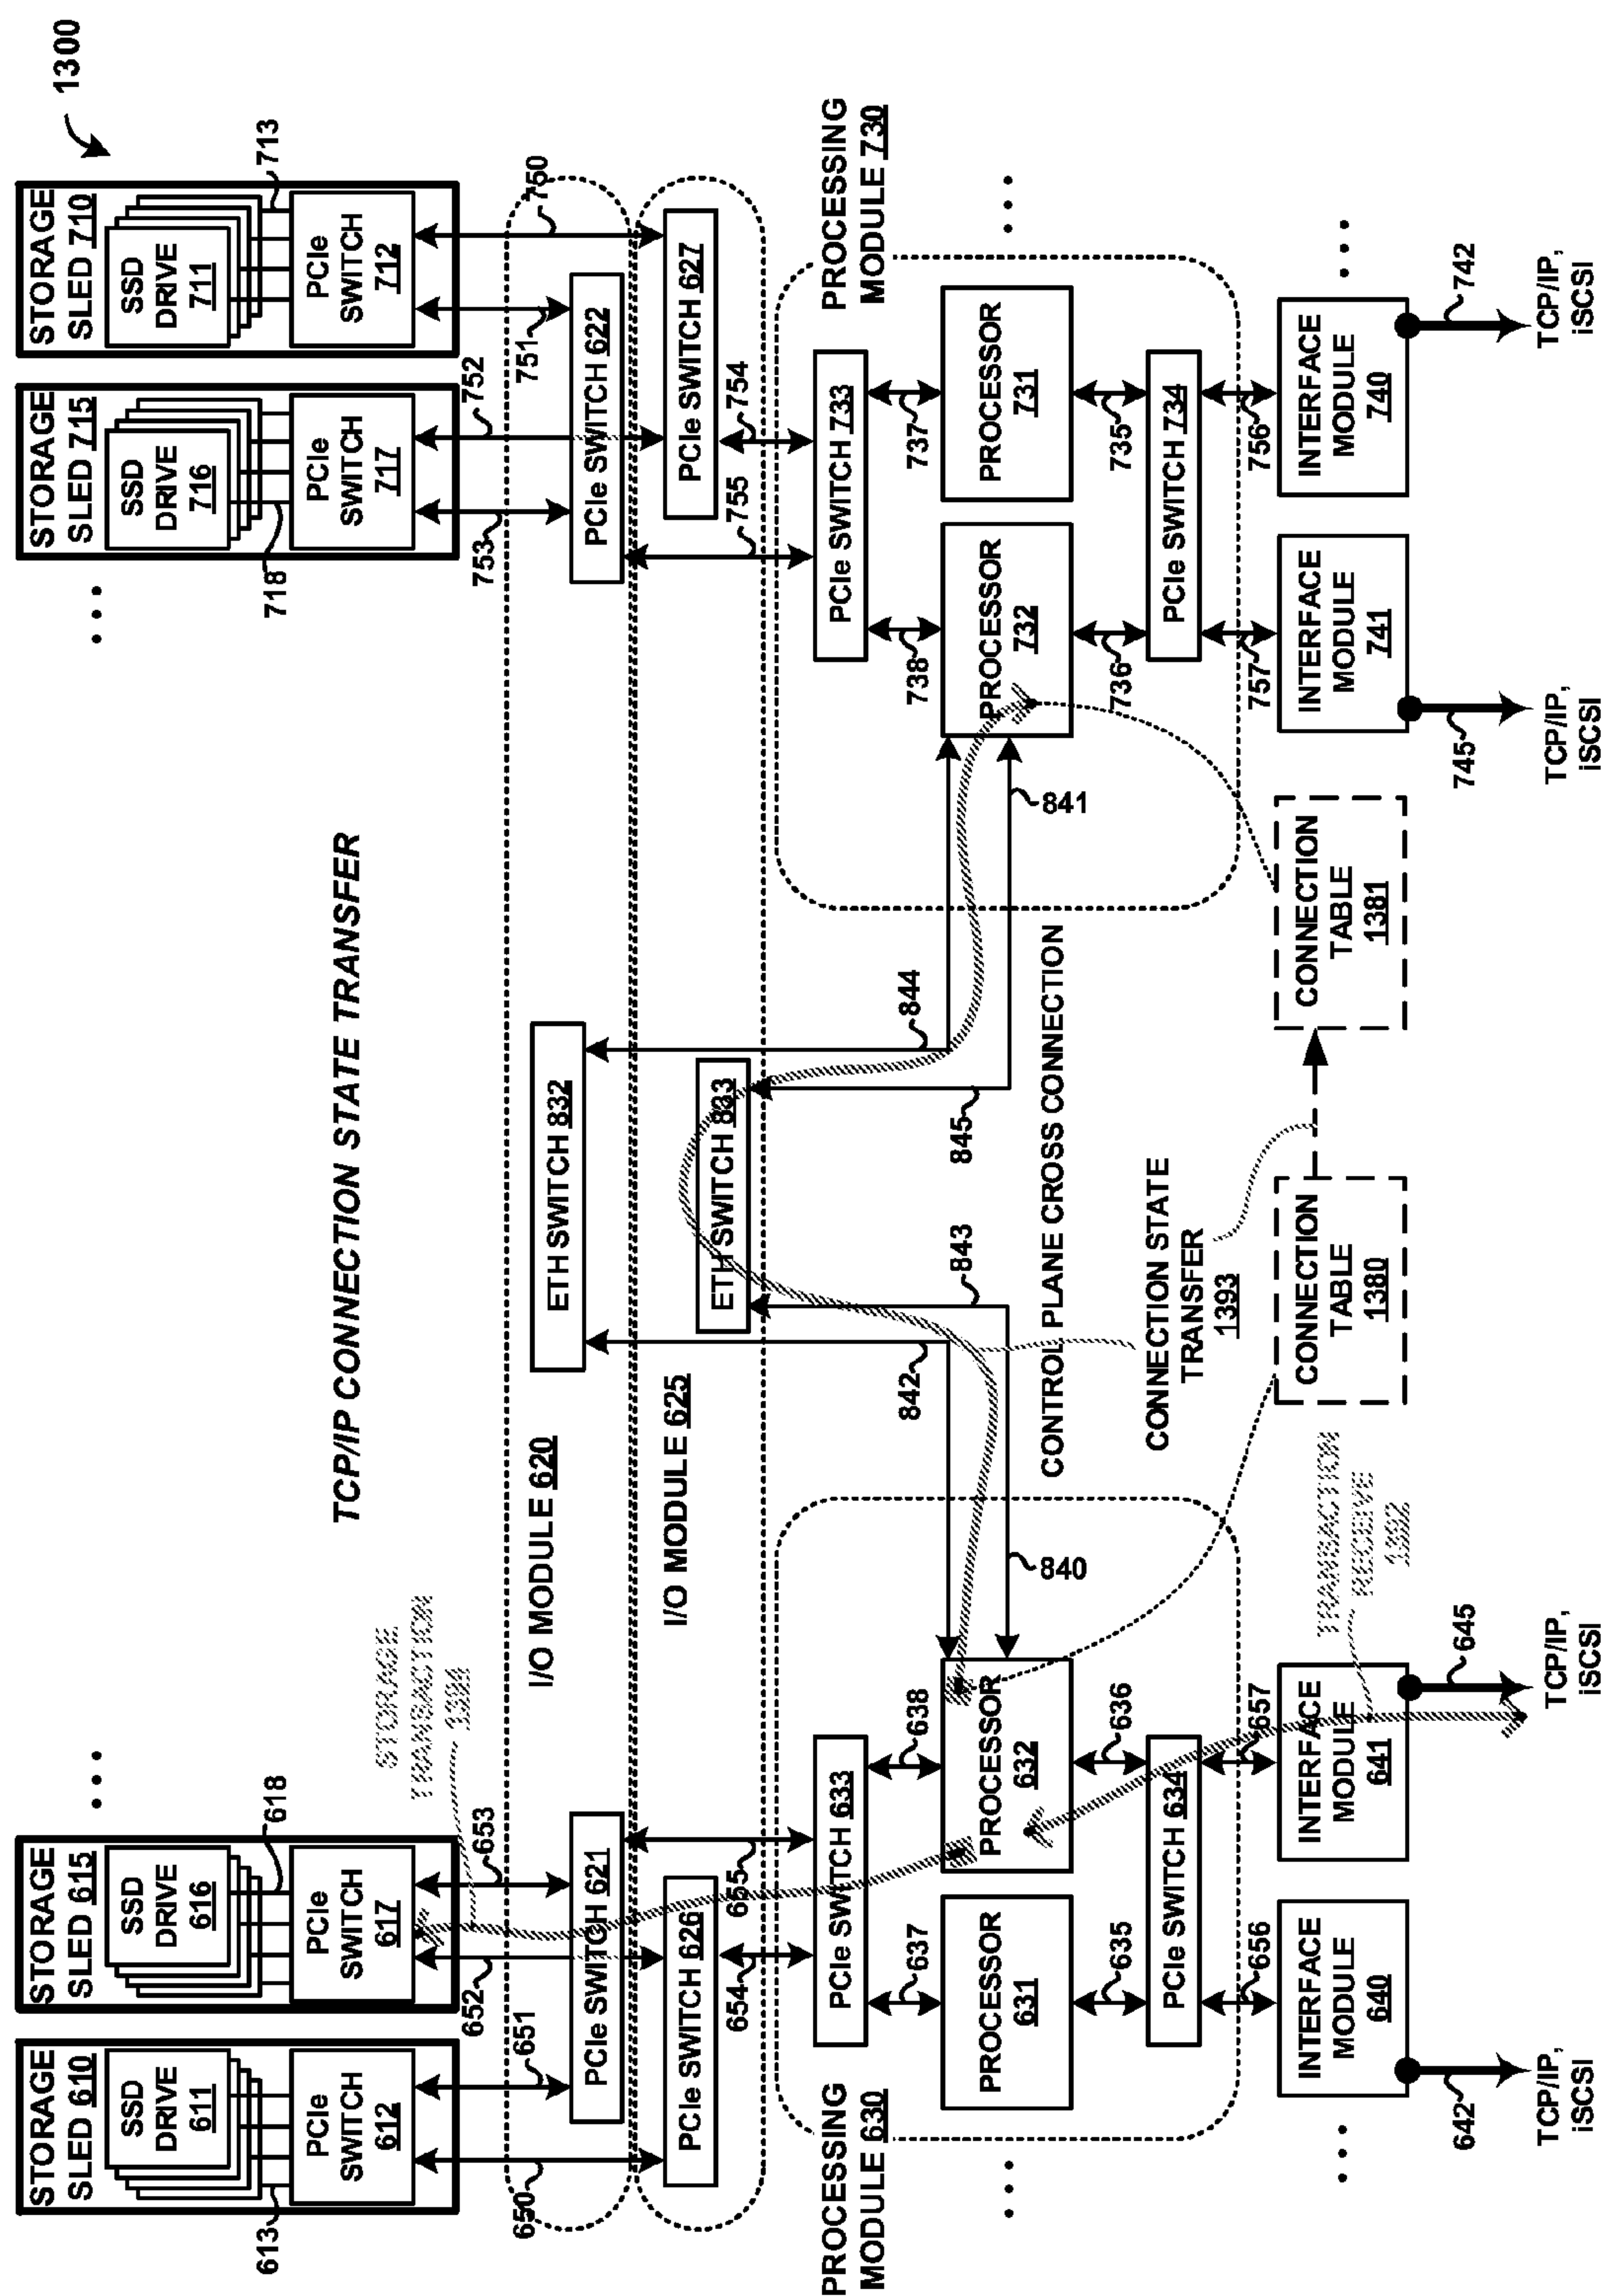 1300
TCP/IP CONNECTION STATE TRANSFER
STORAGE
SLED 610
SSD
DRIVE
611
613
PCIe
SWITCH
612
STORAGE
SLED 615
SSD
DRIVE
616
618
PCIe
SWITCH
617
STORAGE
TRANSACTION
STORAGE
SLED 715
SSD
DRIVE
716
718
PCIe
SWITCH
717
STORAGE
SLED 710
SSD
DRIVE
711
713
PCIe
SWITCH
712
650
651
652
653
753
752
751
750
I/O MODULE 620
PCIe SWITCH 621
ETH SWITCH 832
PCIe SWITCH 622
I/O MODULE 625
PCIe SWITCH 626
ETH SWITCH 833
PCIe SWITCH 627
654
655
755
754
PROCESSING
MODULE 630
PROCESSING
MODULE 730
PCIe SWITCH 633
PCIe SWITCH 733
637
638
842
843
844
845
738
737
PROCESSOR
631
PROCESSOR
632
PROCESSOR
732
PROCESSOR
731
840
841
CONTROL PLANE CROSS CONNECTION
635
636
736
735
PCIe SWITCH 634
PCIe SWITCH 734
CONNECTION STATE
TRANSFER
1393
656
657
757
756
INTERFACE
MODULE
640
INTERFACE
MODULE
641
TRANSACTION
RECEIVE
CONNECTION
TABLE
1380
CONNECTION
TABLE
1381
INTERFACE
MODULE
741
INTERFACE
MODULE
740
642
645
745
742
TCP/IP,
iSCSI
TCP/IP,
iSCSI
TCP/IP,
iSCSI
TCP/IP,
iSCSI